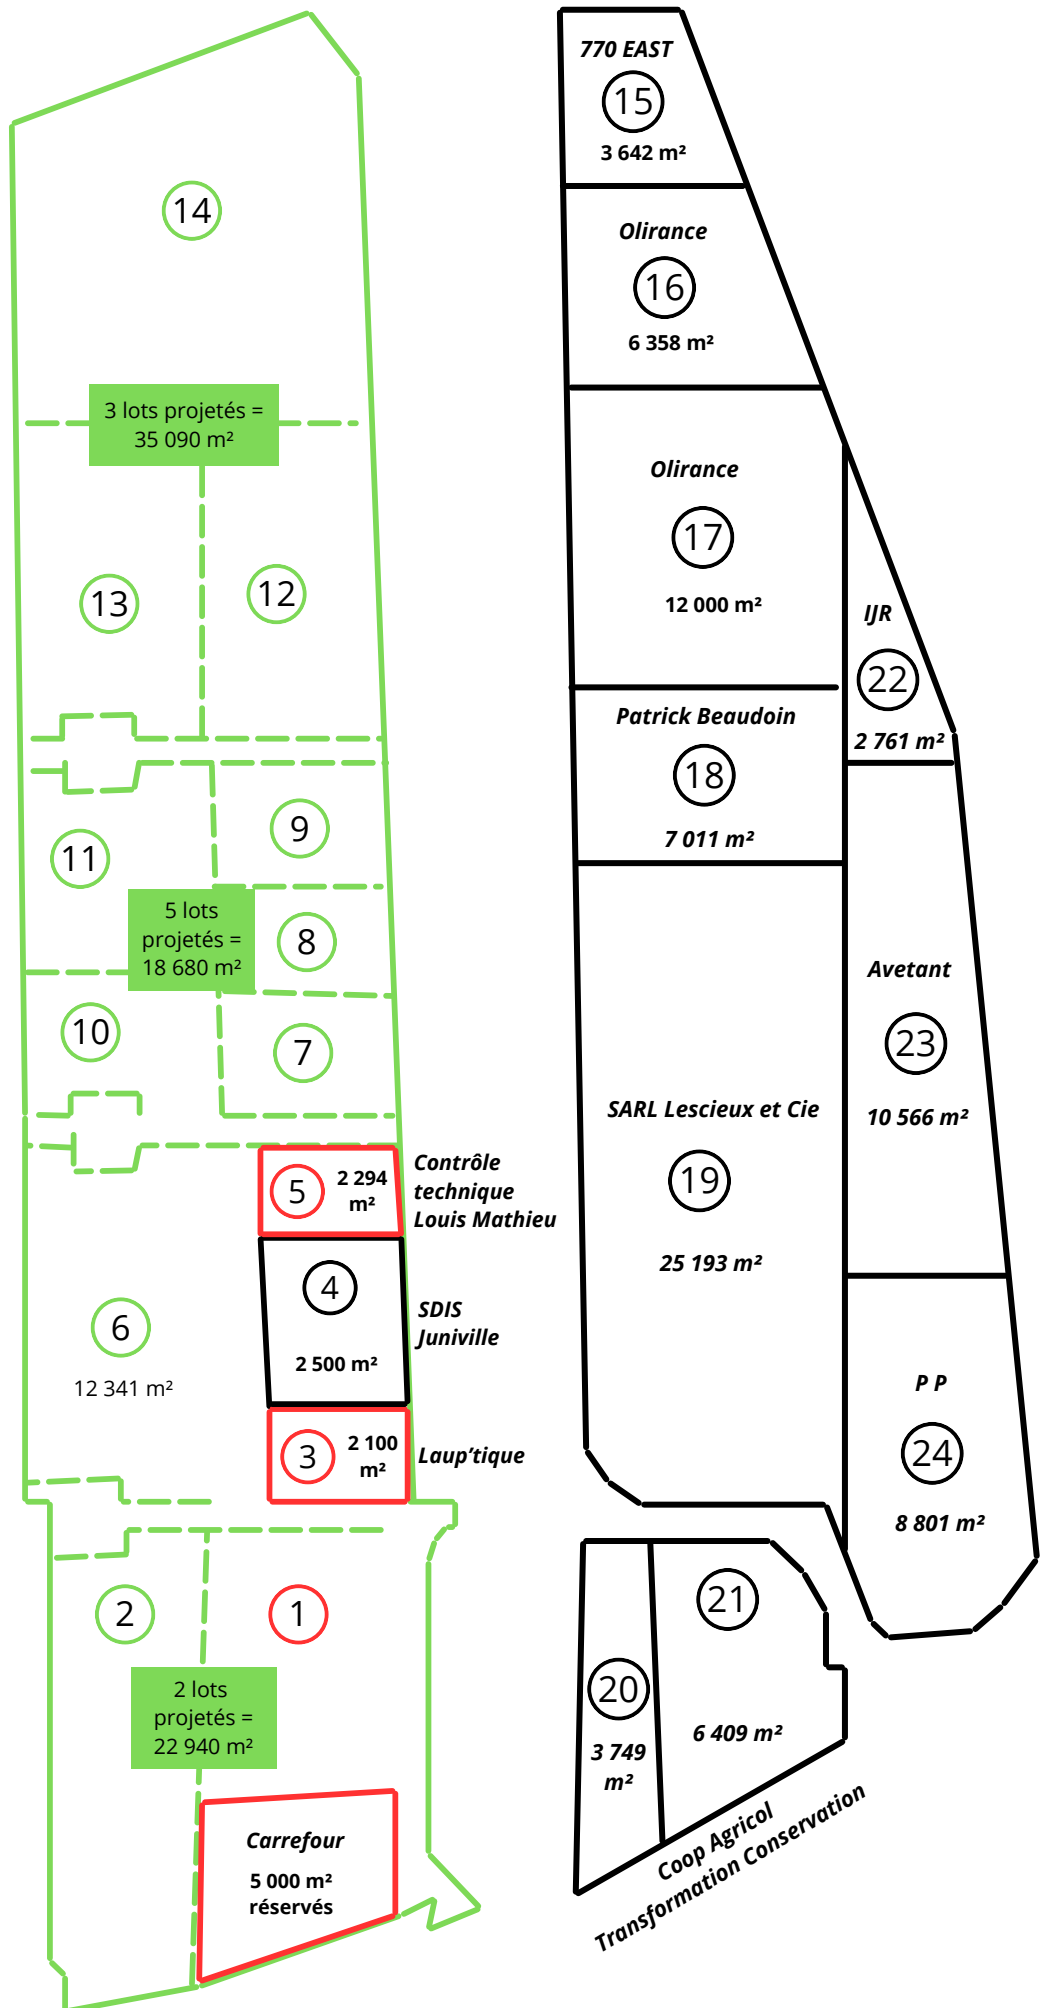 14
3 lots projetés =
35 090 m²
13
12
11
9
5 lots
projetés =
18 680 m²
8
10
7
5
2 294
m²
Contrôle
technique
Louis Mathieu
4
2 500 m²
SDIS
Juniville
6
12 341 m²
3
2 100
m²
Laup'tique
2
1
2 lots
projetés =
22 940 m²
Carrefour
5 000 m²
réservés
770 EAST
15
3 642 m²
Olirance
16
6 358 m²
Olirance
17
12 000 m²
Patrick Beaudoin
18
7 011 m²
IJR
22
2 761 m²
SARL Lescieux et Cie
19
25 193 m²
Avetant
23
10 566 m²
P P
24
8 801 m²
20
3 749
m²
21
6 409 m²
Coop Agricol
Transformation Conservation